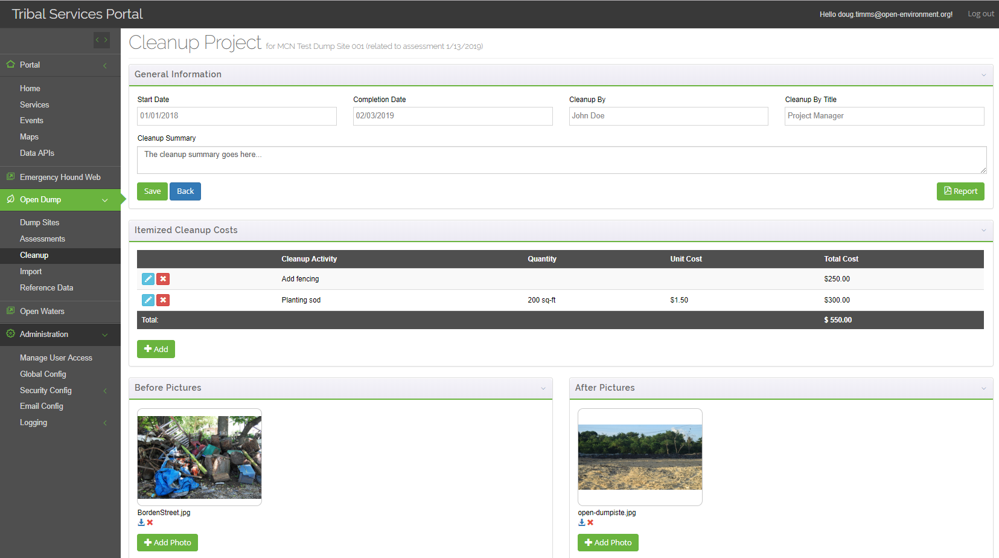 Tribal Services Portal
Hello doug.timms@open-environment.org!
Log out
Portal
Home
Services
Events
Maps
Data APIs
Emergency Hound Web
Open Dump
Dump Sites
Assessments
Cleanup
Import
Reference Data
Open Waters
Administration
Manage User Access
Global Config
Security Config
Email Config
Logging
Cleanup Project for MCN Test Dump Site 001 (related to assessment 1/13/2019)
General Information
Start Date
Completion Date
Cleanup By
Cleanup By Title
01/01/2018
02/03/2019
John Doe
Project Manager
Cleanup Summary
The cleanup summary goes here...
Save
Back
Report
Itemized Cleanup Costs
Cleanup Activity Quantity Unit Cost Total Cost
Add fencing $250.00
Planting sod 200 sq-ft $1.50 $300.00
Total: $ 550.00
Add
Before Pictures
BordenStreet.jpg
Add Photo
After Pictures
open-dumpiste.jpg
Add Photo